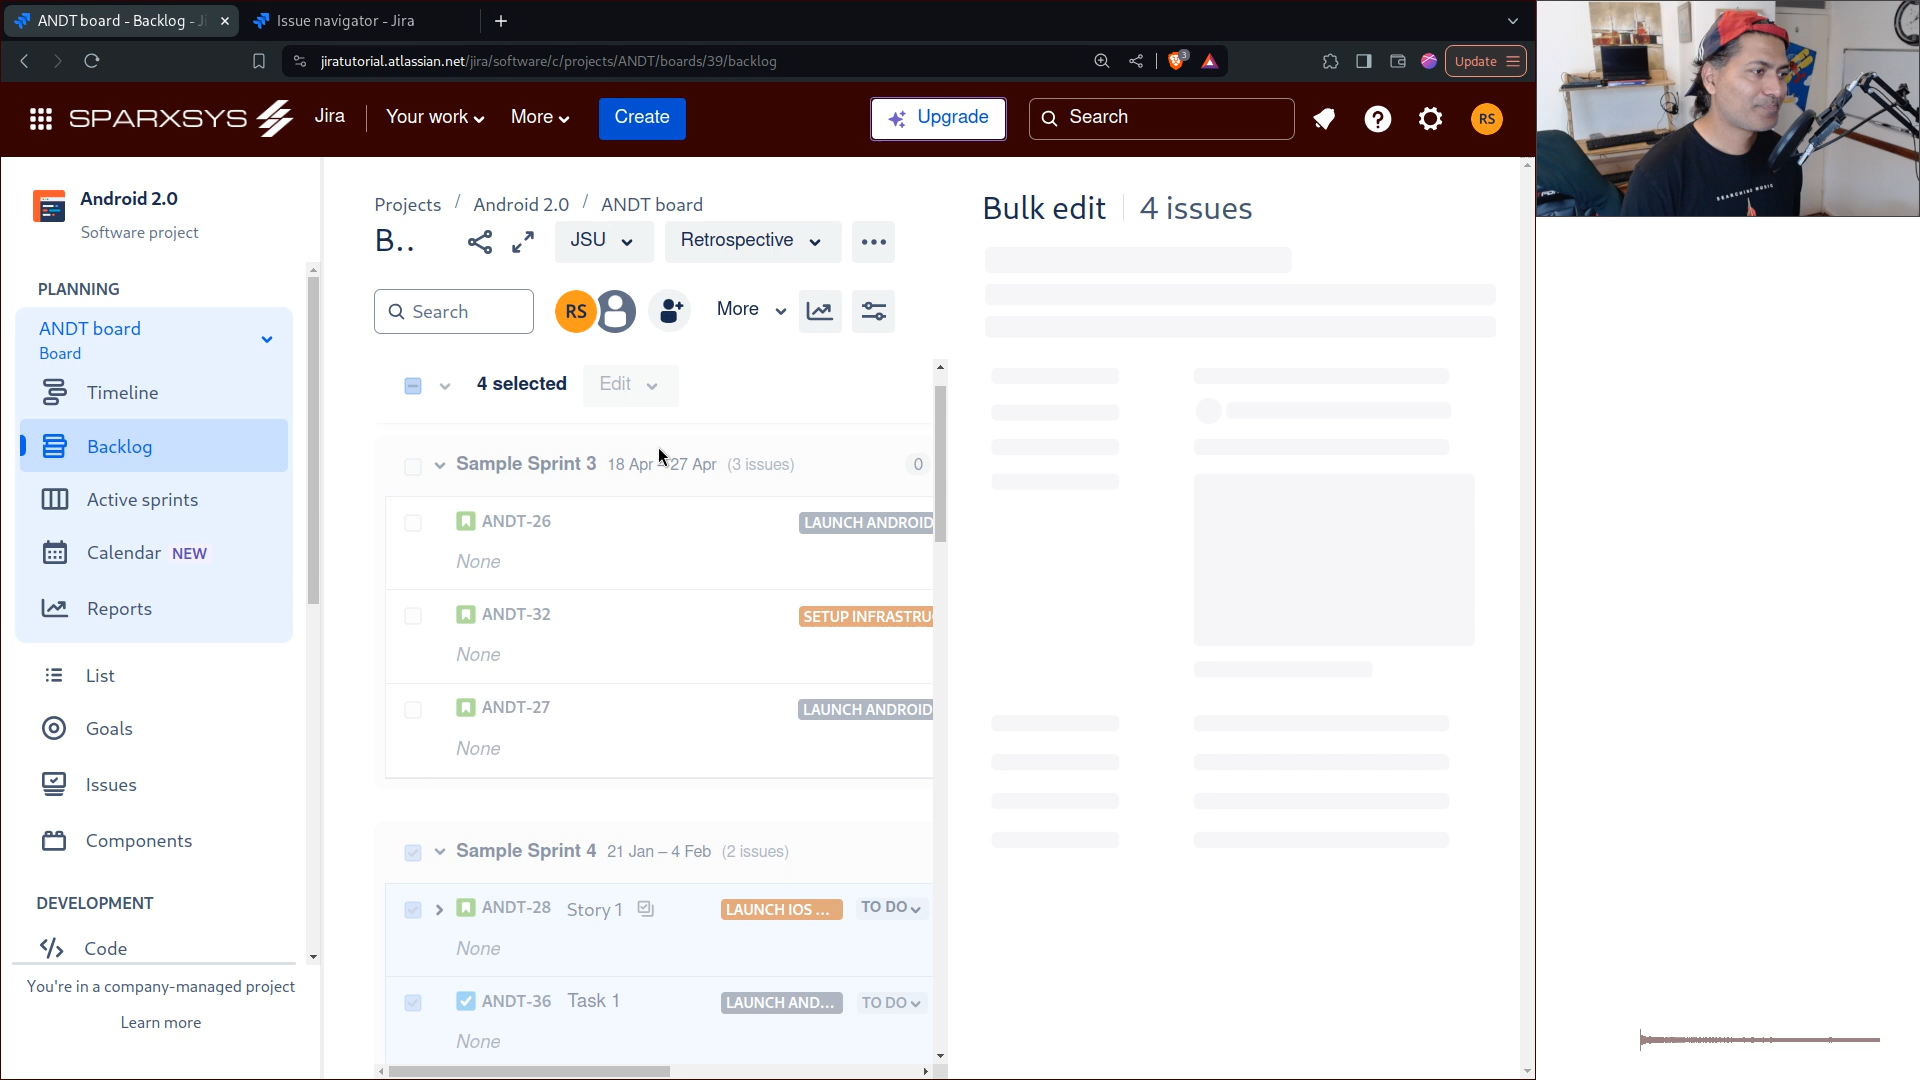 ANDT board - Backlog - Ji
Issue navigator - Jira
jiratutorial.atlassian.net/jira/software/c/projects/ANDT/boards/39/backlog
3
Update
SPARXSYS
Jira
Your work
More
Create
Upgrade
Search
RS
Android 2.0
Software project
PLANNING
ANDT board
Board
Timeline
Backlog
Active sprints
Calendar NEW
Reports
List
Goals
Issues
Components
DEVELOPMENT
Code
You're in a company-managed project
Learn more
Projects / Android 2.0 / ANDT board
B..
JSU
Retrospective
Search
RS
More
4 selected
Edit
Sample Sprint 3 18 Apr – 27 Apr (3 issues) 0
ANDT-26 LAUNCH ANDROID
None
ANDT-32 SETUP INFRASTRUC
None
ANDT-27 LAUNCH ANDROID
None
Sample Sprint 4 21 Jan – 4 Feb (2 issues)
ANDT-28 Story 1 LAUNCH IOS ... TO DO
None
ANDT-36 Task 1 LAUNCH AND... TO DO
None
Bulk edit 4 issues
SEARCHING MUSIC